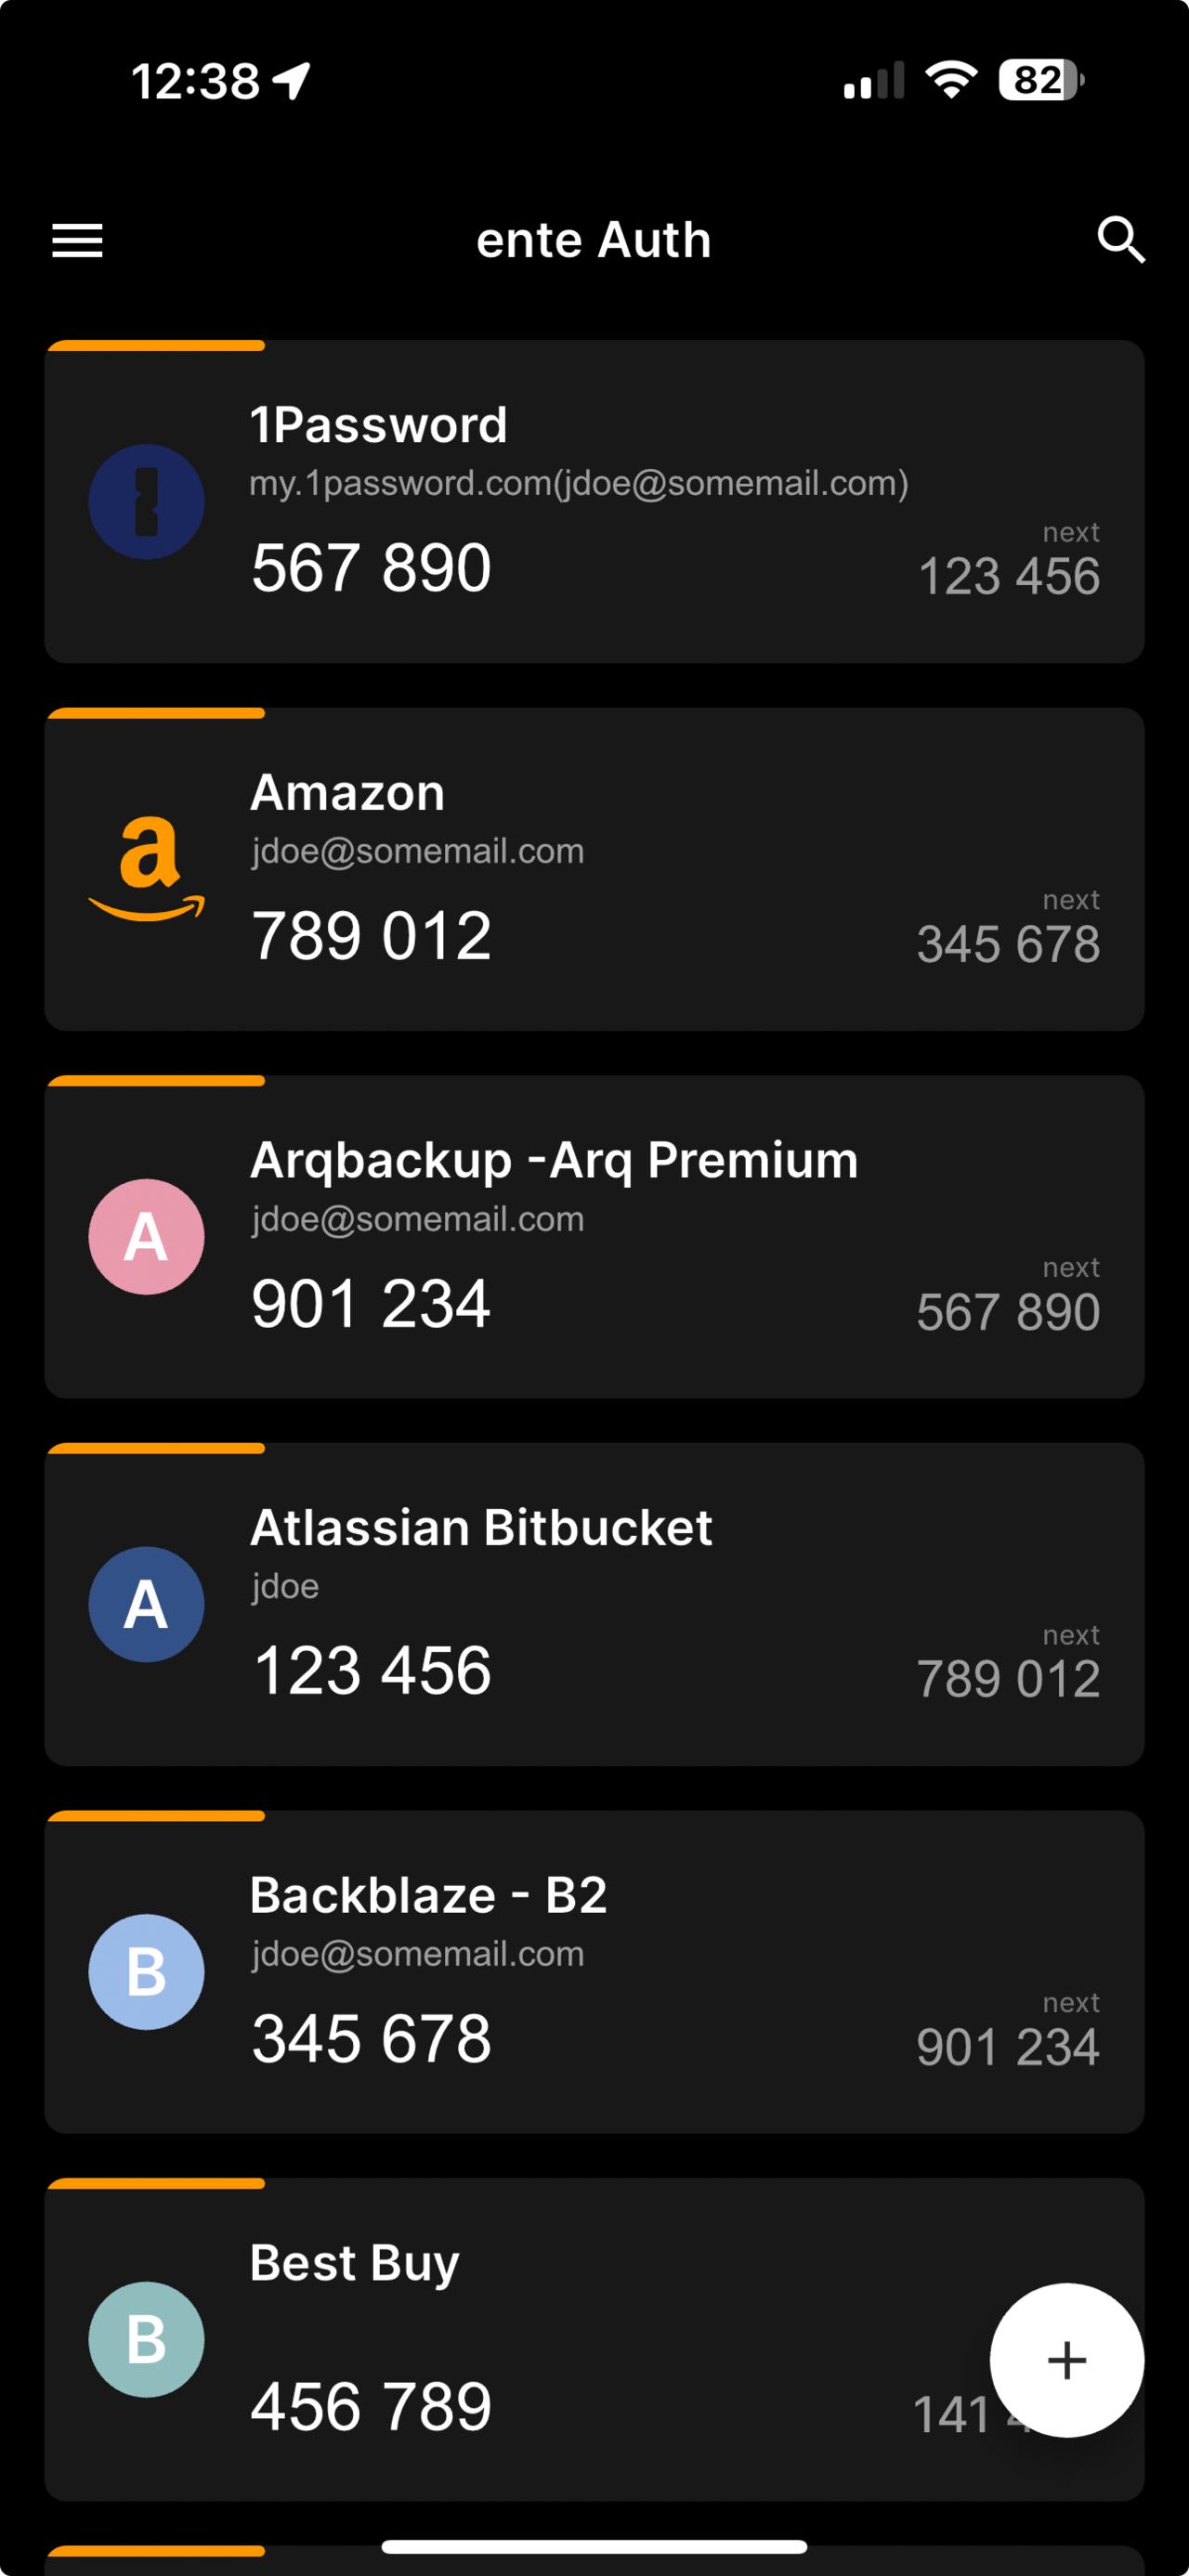 12:38
82
ente Auth
1Password
my.1password.com(jdoe@somemail.com)
next
567 890
123 456
Amazon
jdoe@somemail.com
next
789 012
345 678
Arqbackup -Arq Premium
A
jdoe@somemail.com
next
901 234
567 890
Atlassian Bitbucket
A
jdoe
next
123 456
789 012
Backblaze - B2
B
jdoe@somemail.com
next
345 678
901 234
Best Buy
B
456 789
141